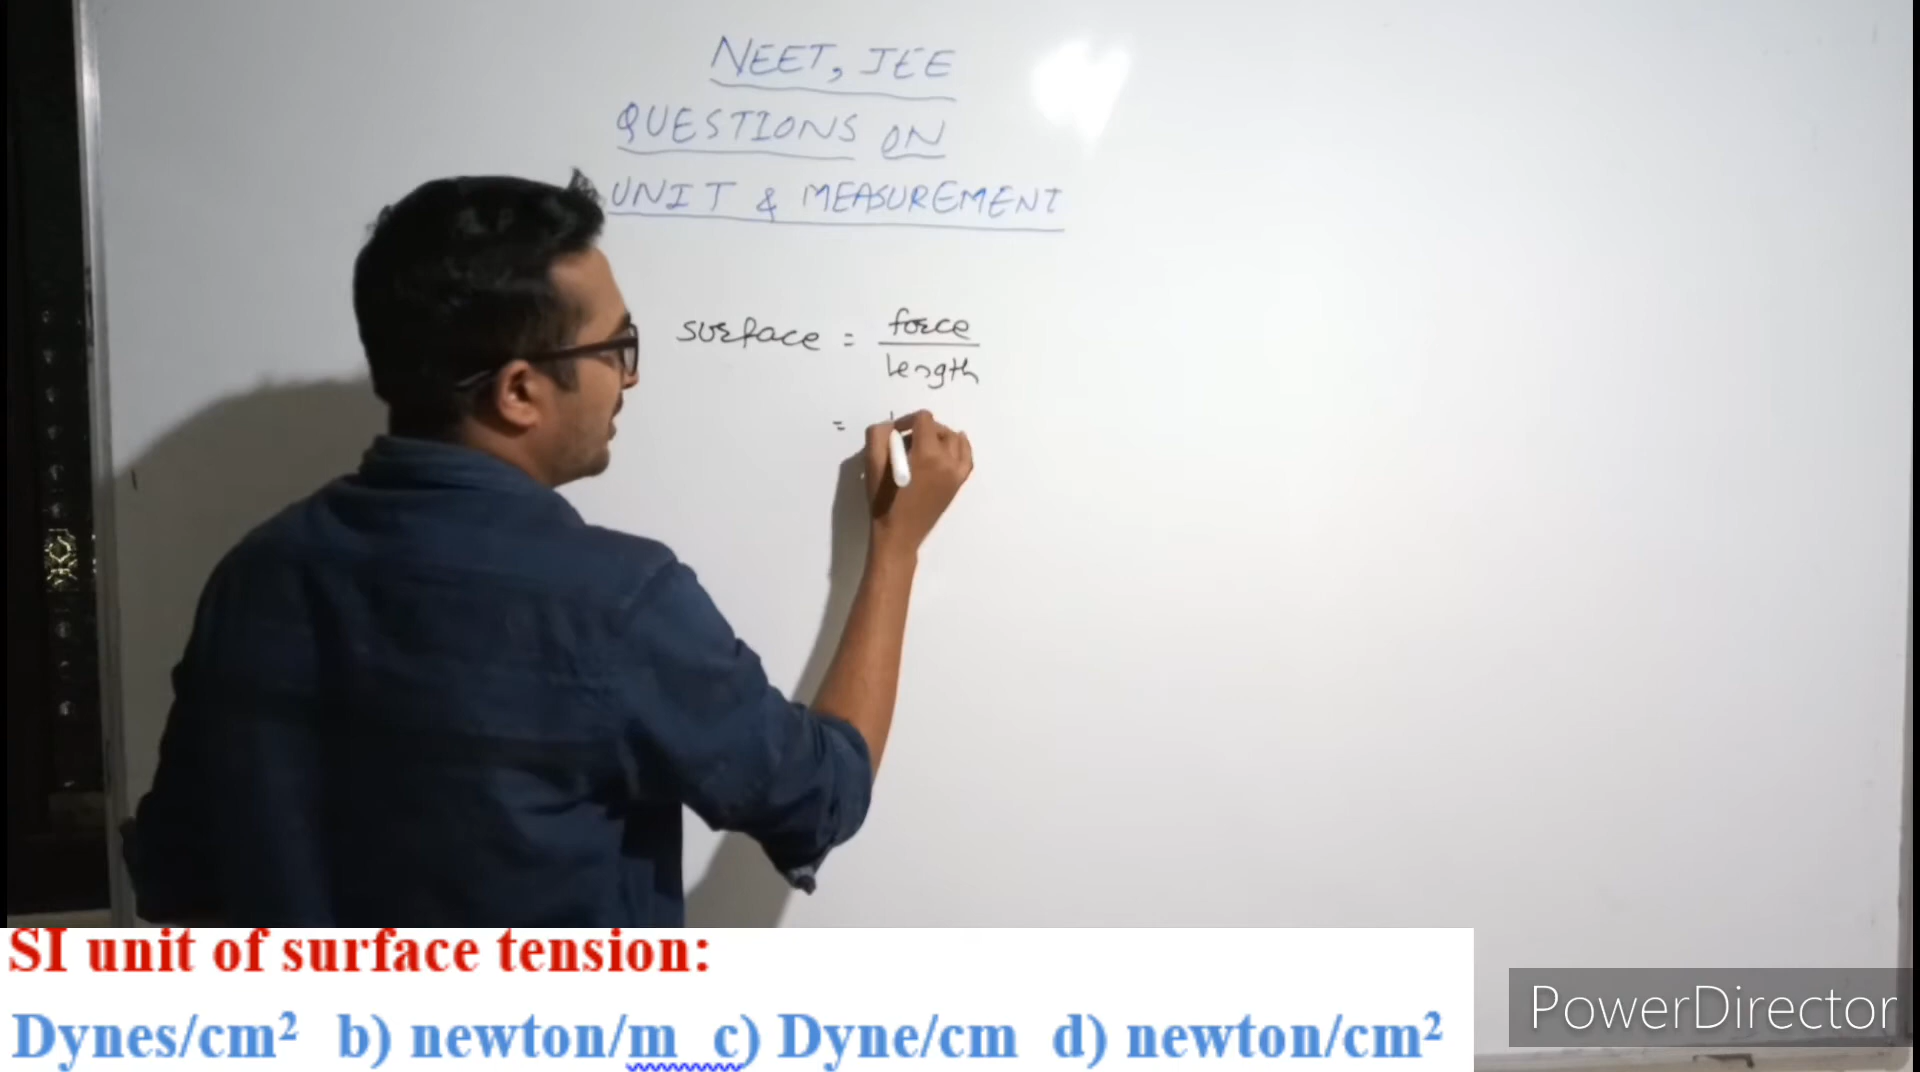 NEET, JEE
QUESTIONS ON
UNIT & MEASUREMENT
surface = force
length
=
SI unit of surface tension:
Dynes/cm² b) newton/m c) Dyne/cm d) newton/cm²
PowerDirector